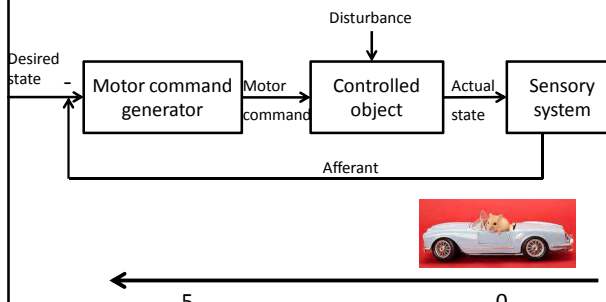 Disturbance
Desired
state
-
Motor command
generator
Motor
command
Controlled
object
Actual
state
Sensory
system
Afferant
5
0